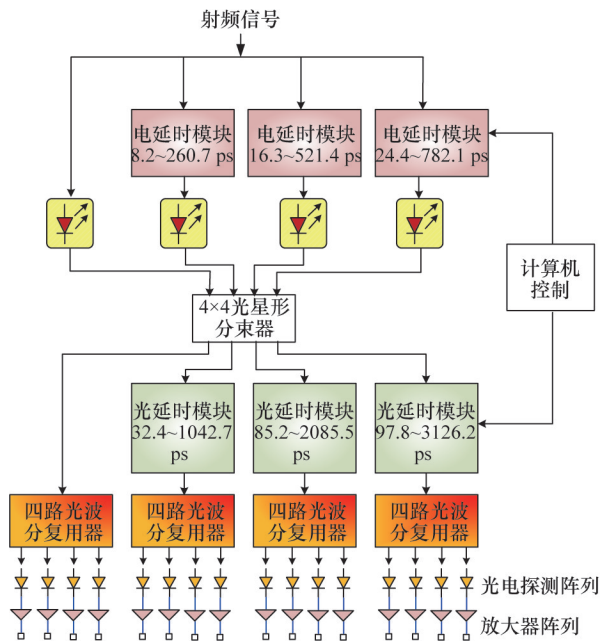 射频信号
电延时模块
8.2~260.7 ps
电延时模块
16.3~521.4 ps
电延时模块
24.4~782.1 ps
计算机
控制
4×4光星形
分束器
光延时模块
32.4~1042.7
ps
光延时模块
85.2~2085.5
ps
光延时模块
97.8~3126.2
ps
四路光波
分复用器
四路光波
分复用器
四路光波
分复用器
四路光波
分复用器
光电探测阵列
放大器阵列